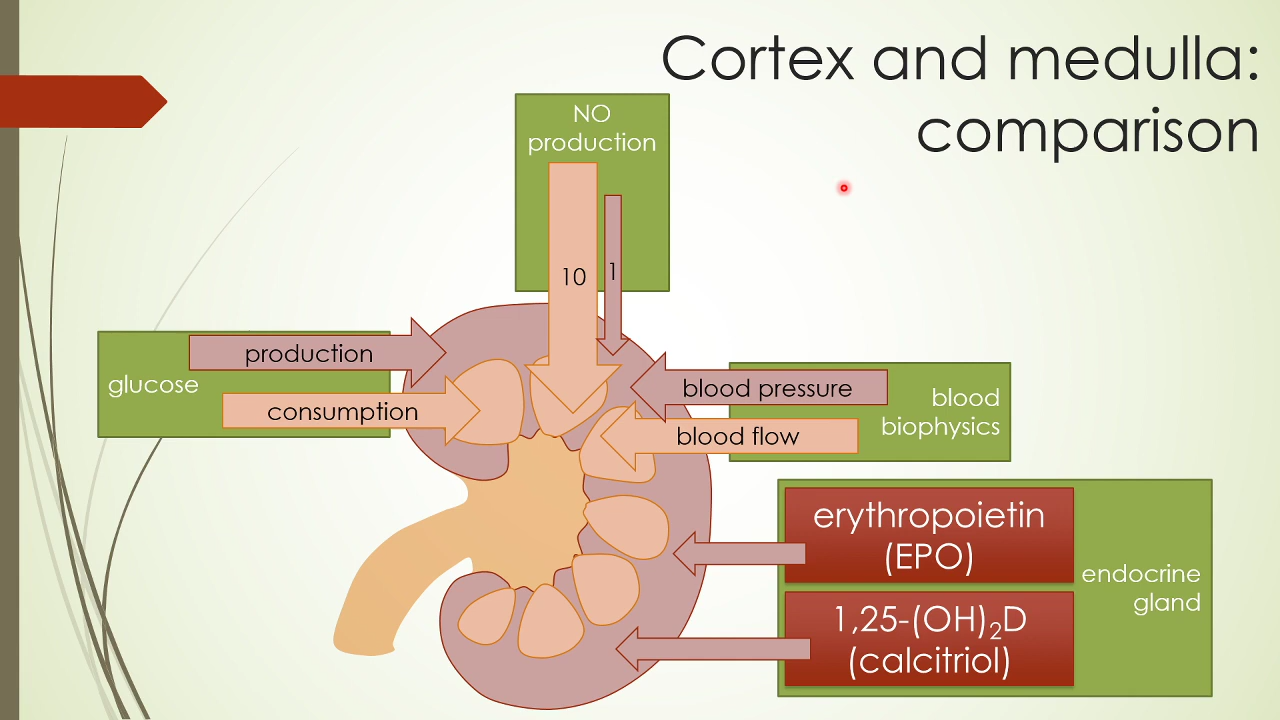 Cortex and medulla:
comparison
NO
production
10
1
production
glucose
consumption
blood pressure
blood
biophysics
blood flow
erythropoietin
(EPO)
endocrine
gland
1,25-(OH)₂D
(calcitriol)